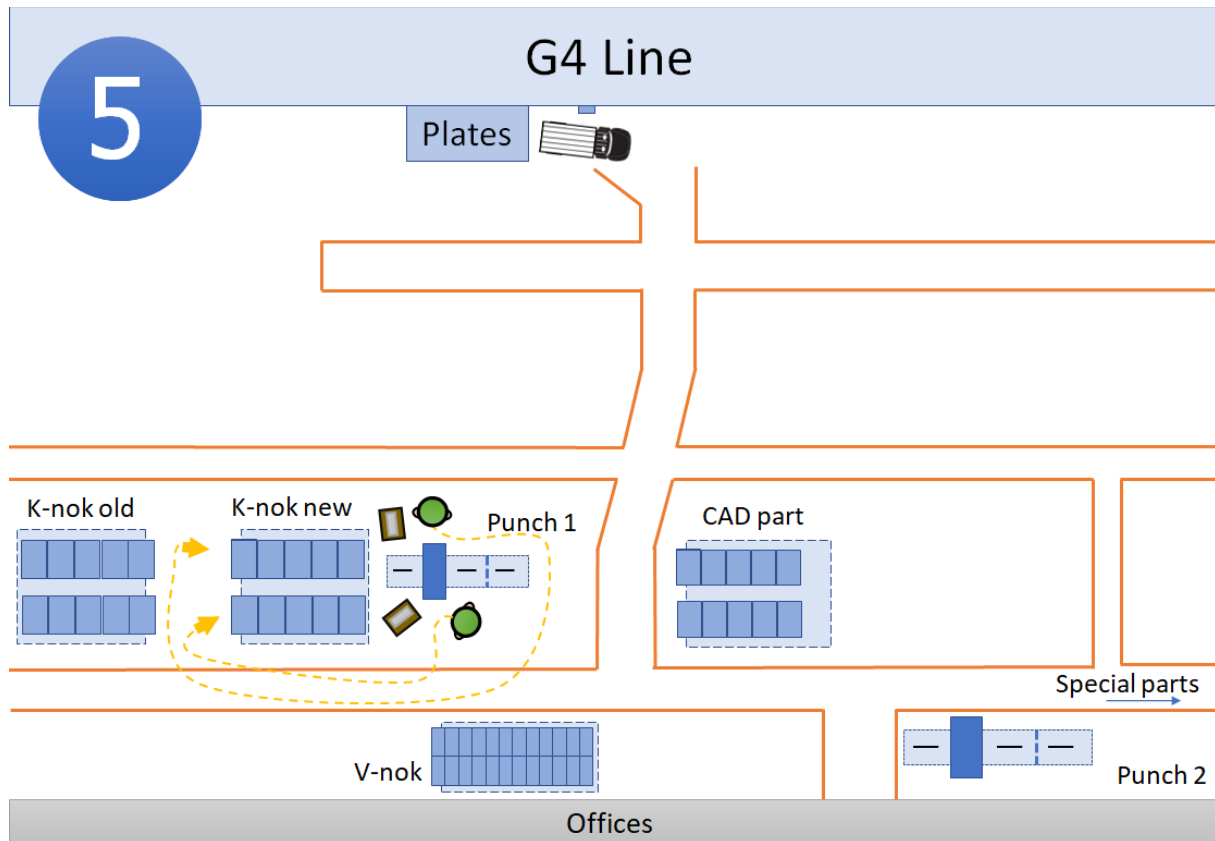 G4 Line
5
Plates
K-nok old
K-nok new
Punch 1
CAD part
Special parts
V-nok
Punch 2
Offices